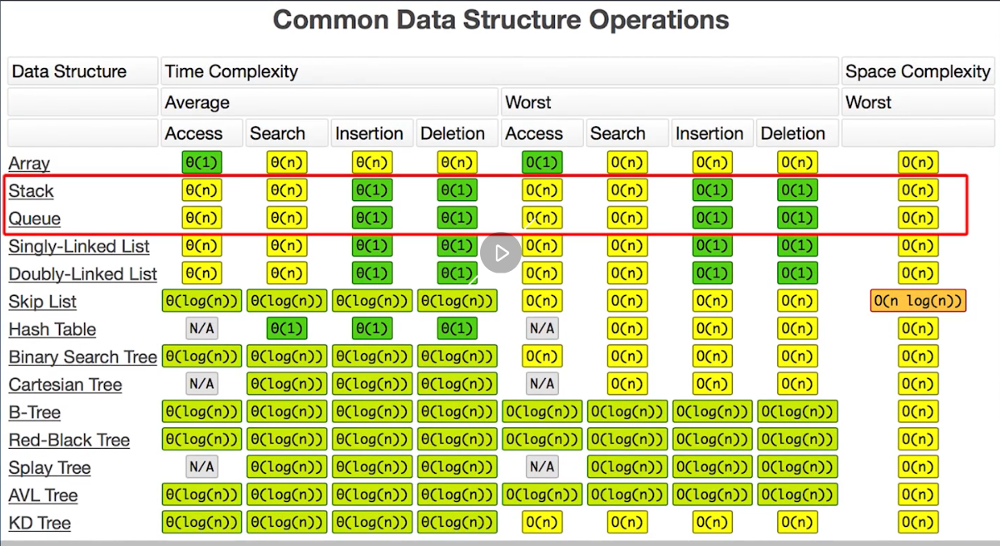 Common Data Structure Operations
Data Structure Time Complexity Space Complexity
Average Worst Worst
Access Search Insertion Deletion Access Search Insertion Deletion
Array θ(1) θ(n) θ(n) θ(n) O(1) O(n) O(n) O(n) O(n)
Stack θ(n) θ(n) θ(1) θ(1) O(n) O(n) O(1) O(1) O(n)
Queue θ(n) θ(n) θ(1) θ(1) O(n) O(n) O(1) O(1) O(n)
Singly-Linked List θ(n) θ(n) θ(1) θ(1) O(n) O(n) O(1) O(1) O(n)
Doubly-Linked List θ(n) θ(n) θ(1) θ(1) O(n) O(n) O(1) O(1) O(n)
Skip List θ(log(n)) θ(log(n)) θ(log(n)) θ(log(n)) O(n) O(n) O(n) O(n) O(n log(n))
Hash Table N/A θ(1) θ(1) θ(1) N/A O(n) O(n) O(n) O(n)
Binary Search Tree θ(log(n)) θ(log(n)) θ(log(n)) θ(log(n)) O(n) O(n) O(n) O(n) O(n)
Cartesian Tree N/A θ(log(n)) θ(log(n)) θ(log(n)) N/A O(n) O(n) O(n) O(n)
B-Tree θ(log(n)) θ(log(n)) θ(log(n)) θ(log(n)) O(log(n)) O(log(n)) O(log(n)) O(log(n)) O(n)
Red-Black Tree θ(log(n)) θ(log(n)) θ(log(n)) θ(log(n)) O(log(n)) O(log(n)) O(log(n)) O(log(n)) O(n)
Splay Tree N/A θ(log(n)) θ(log(n)) θ(log(n)) N/A O(log(n)) O(log(n)) O(log(n)) O(n)
AVL Tree θ(log(n)) θ(log(n)) θ(log(n)) θ(log(n)) O(log(n)) O(log(n)) O(log(n)) O(log(n)) O(n)
KD Tree θ(log(n)) θ(log(n)) θ(log(n)) θ(log(n)) O(n) O(n) O(n) O(n) O(n)